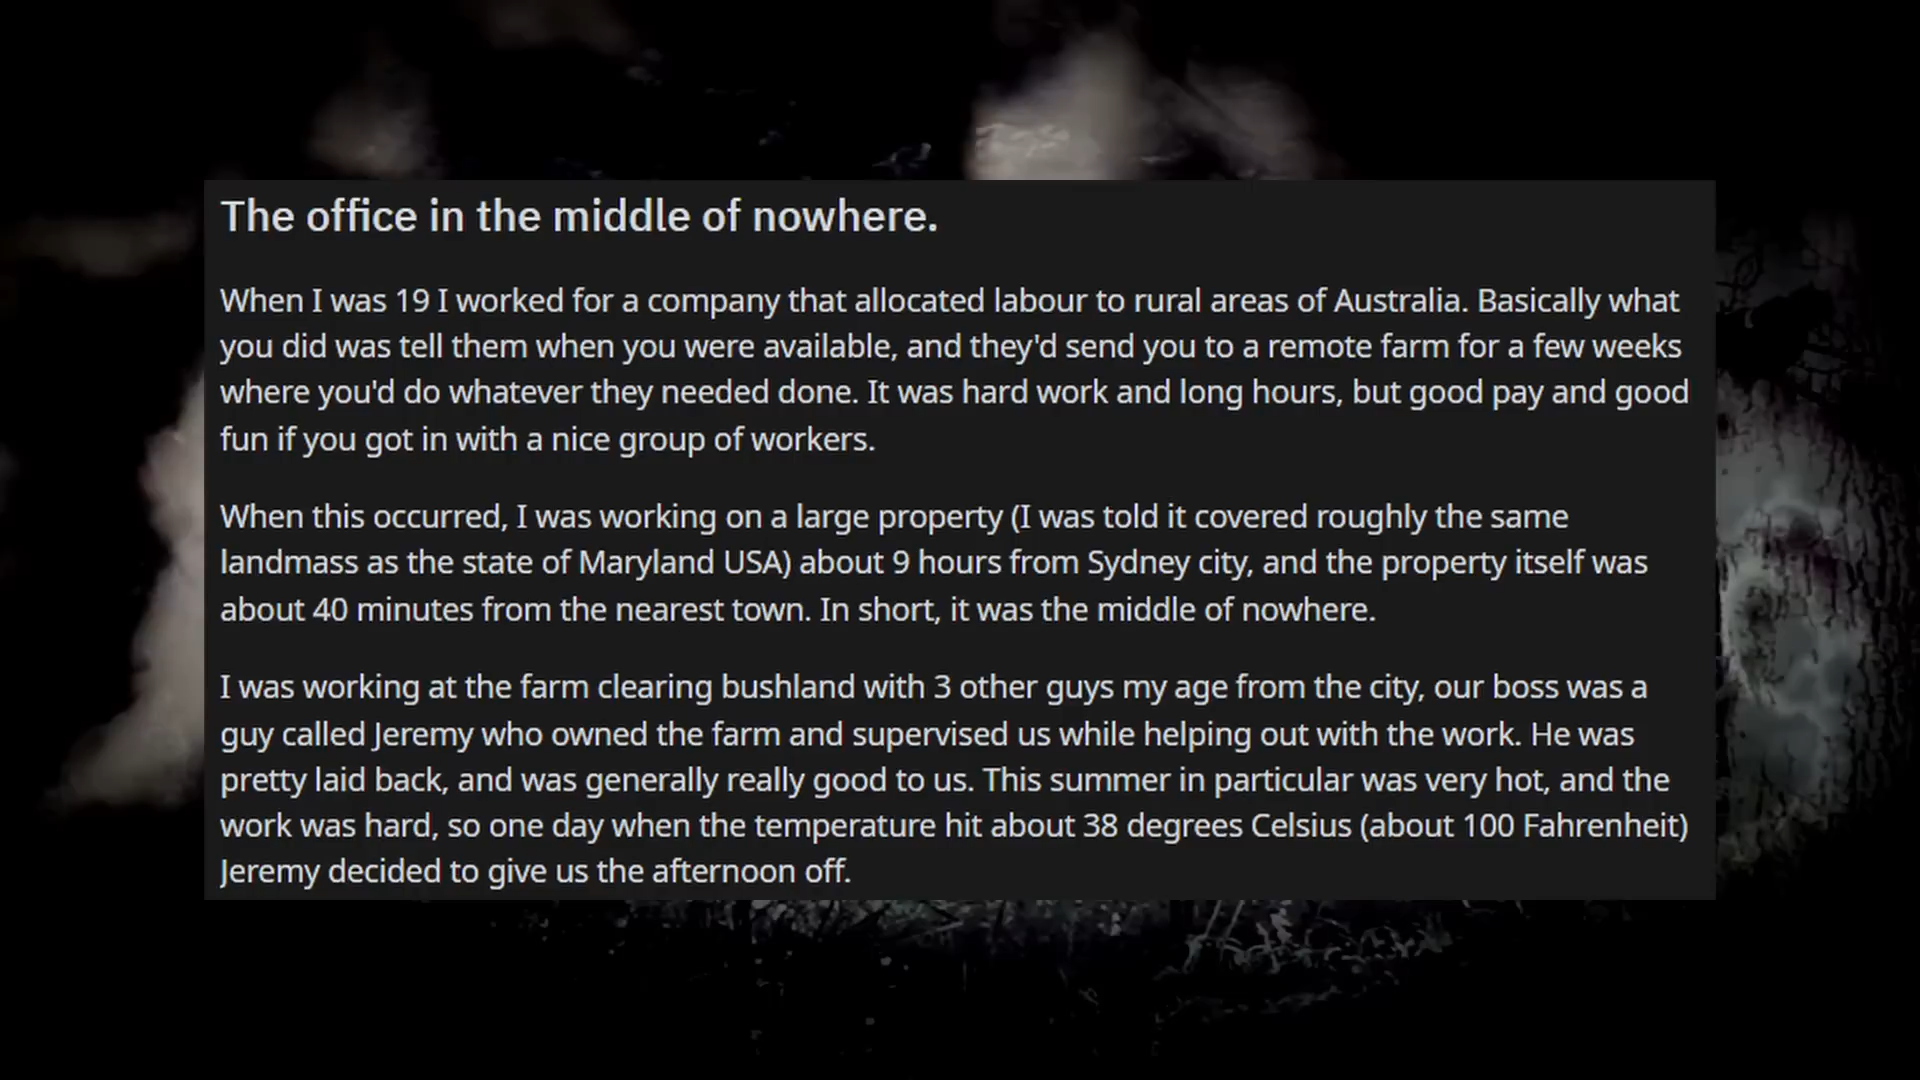 The office in the middle of nowhere.
When I was 19 I worked for a company that allocated labour to rural areas of Australia. Basically what
you did was tell them when you were available, and they'd send you to a remote farm for a few weeks
where you'd do whatever they needed done. It was hard work and long hours, but good pay and good
fun if you got in with a nice group of workers.
When this occurred, I was working on a large property (I was told it covered roughly the same
landmass as the state of Maryland USA) about 9 hours from Sydney city, and the property itself was
about 40 minutes from the nearest town. In short, it was the middle of nowhere.
I was working at the farm clearing bushland with 3 other guys my age from the city, our boss was a
guy called Jeremy who owned the farm and supervised us while helping out with the work. He was
pretty laid back, and was generally really good to us. This summer in particular was very hot, and the
work was hard, so one day when the temperature hit about 38 degrees Celsius (about 100 Fahrenheit)
Jeremy decided to give us the afternoon off.